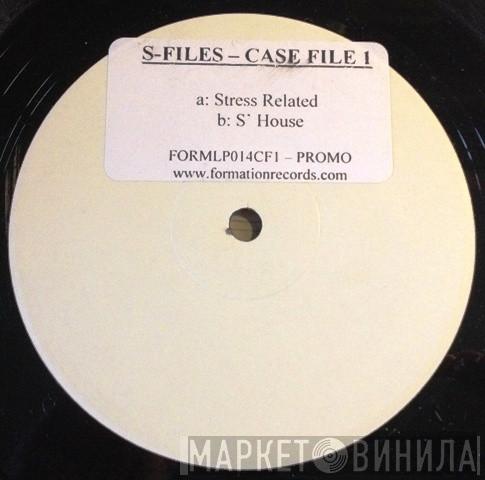 S-FILES – CASE FILE 1
a: Stress Related
b: S˙ House
FORMLP014CF1 – PROMO
www.formationrecords.com
МАРКЕТ ВИНИЛА